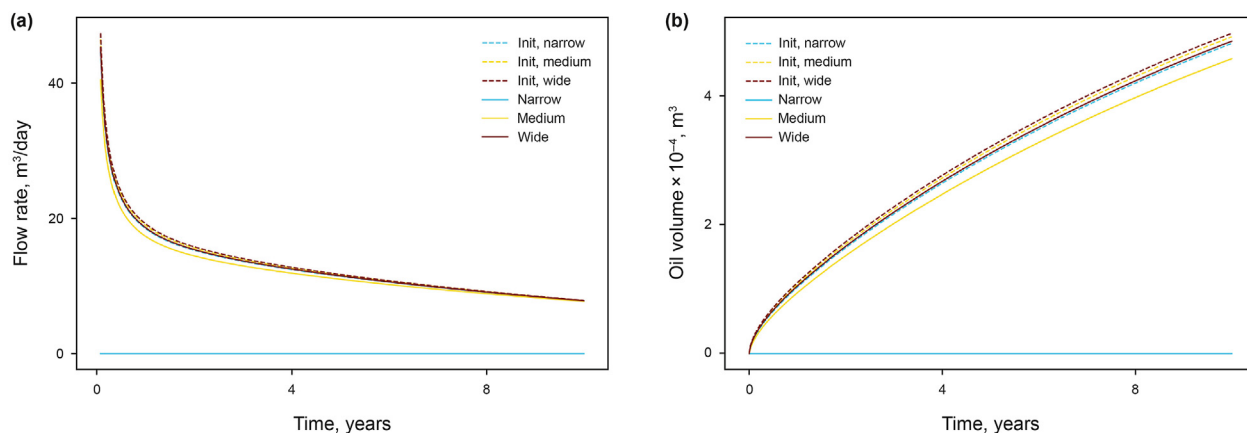 (a)
Flow rate, m³/day
40
20
0
Init, narrow
Init, medium
Init, wide
Narrow
Medium
Wide
0 4 8
Time, years
(b)
Oil volume × 10⁻⁴, m³
4
2
0
Init, narrow
Init, medium
Init, wide
Narrow
Medium
Wide
0 4 8
Time, years